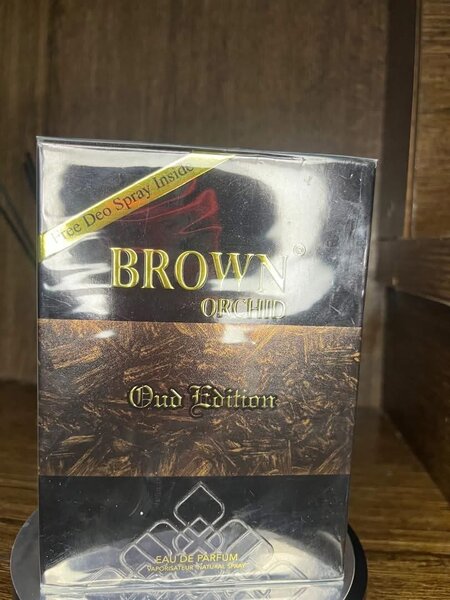 Free Deo Spray Inside
BROWN®
ORCHID
Oud Edition
EAU DE PARFUM
VAPORISATEUR NATURAL SPRAY